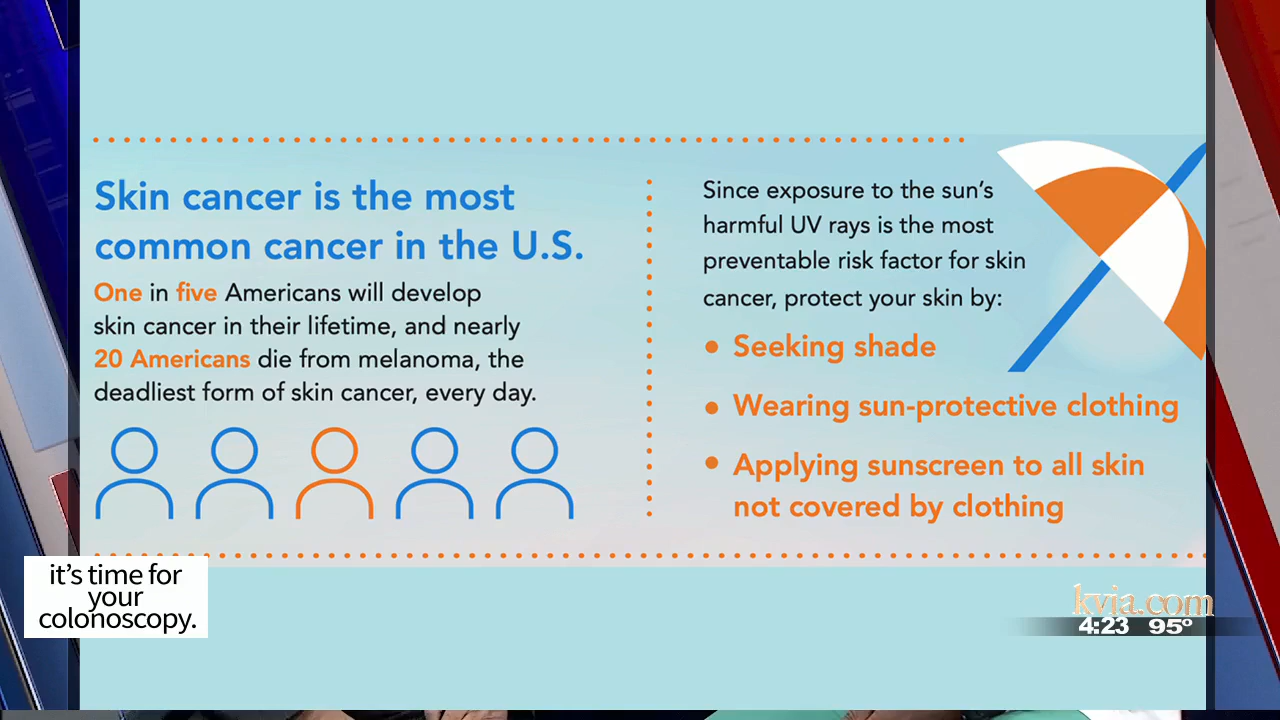 Skin cancer is the most
common cancer in the U.S.
One in five Americans will develop
skin cancer in their lifetime, and nearly
20 Americans die from melanoma, the
deadliest form of skin cancer, every day.
Since exposure to the sun's
harmful UV rays is the most
preventable risk factor for skin
cancer, protect your skin by:
• Seeking shade
• Wearing sun-protective clothing
• Applying sunscreen to all skin
not covered by clothing
it's time for
your
colonoscopy.
kvia.com
4:23 95º